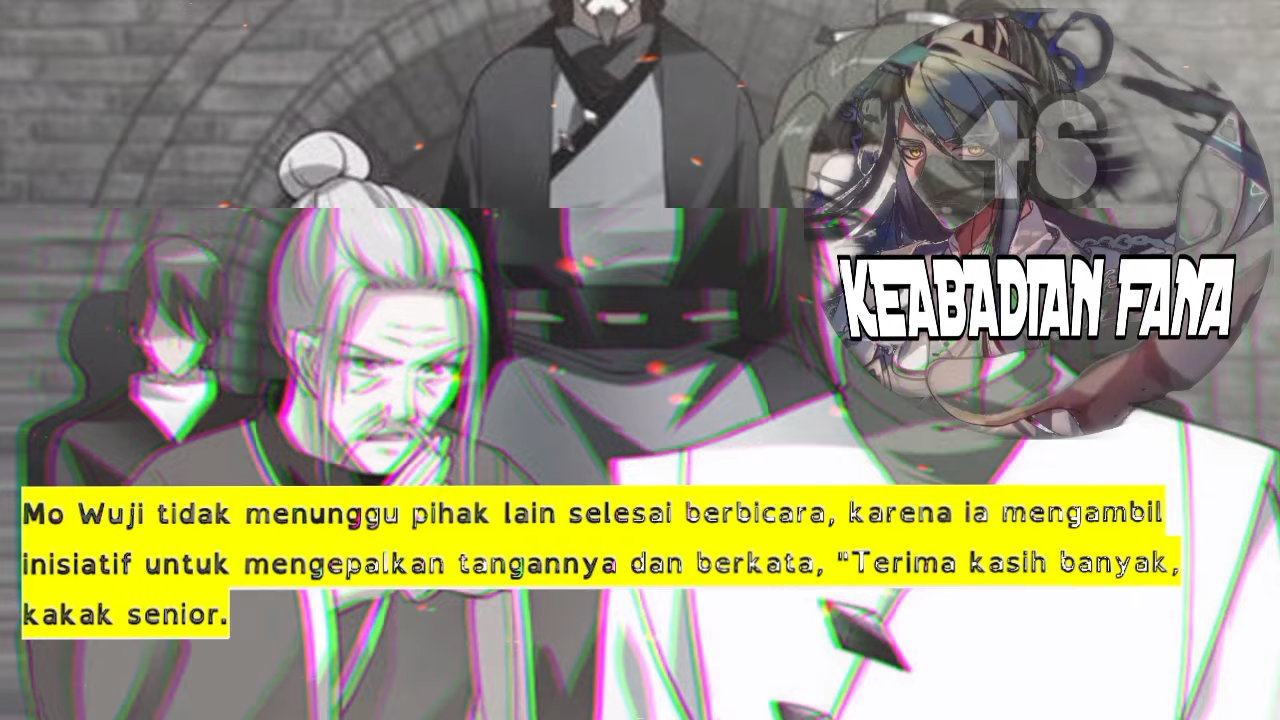 46
KEABADIAN FANA
Mo Wuji tidak menunggu pihak lain selesai berbicara, karena ia mengambil
inisiatif untuk mengepalkan tangannya dan berkata, "Terima kasih banyak,
kakak senior.